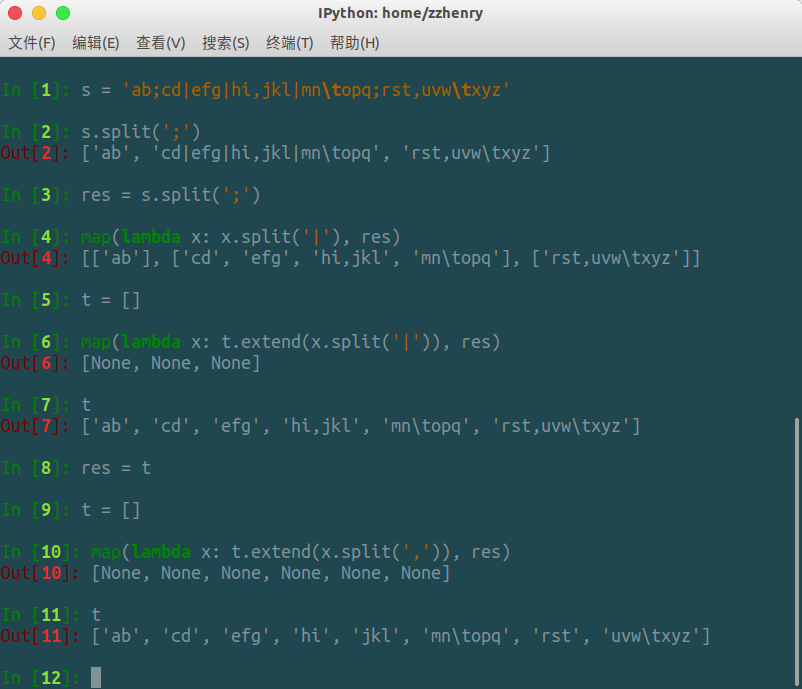 IPython: home/zzhenry
文件(F) 编辑(E) 查看(V) 搜索(S) 终端(T) 帮助(H)
In [1]: s = 'ab;cd|efg|hi,jkl|mn\topq;rst,uvw\txyz'
In [2]: s.split(';')
Out[2]: ['ab', 'cd|efg|hi,jkl|mn\topq', 'rst,uvw\txyz']
In [3]: res = s.split(';')
In [4]: map(lambda x: x.split('|'), res)
Out[4]: [['ab'], ['cd', 'efg', 'hi,jkl', 'mn\topq'], ['rst,uvw\txyz']]
In [5]: t = []
In [6]: map(lambda x: t.extend(x.split('|')), res)
Out[6]: [None, None, None]
In [7]: t
Out[7]: ['ab', 'cd', 'efg', 'hi,jkl', 'mn\topq', 'rst,uvw\txyz']
In [8]: res = t
In [9]: t = []
In [10]: map(lambda x: t.extend(x.split(',')), res)
Out[10]: [None, None, None, None, None, None]
In [11]: t
Out[11]: ['ab', 'cd', 'efg', 'hi', 'jkl', 'mn\topq', 'rst', 'uvw\txyz']
In [12]: